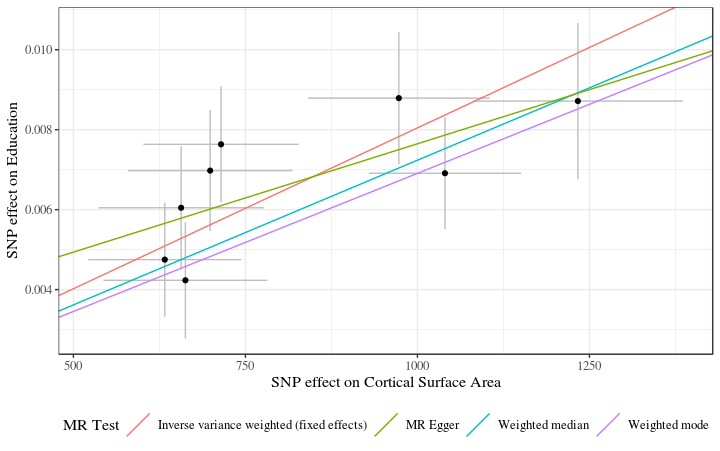 SNP effect on Education
0.010
0.008
0.006
0.004
500 750 1000 1250
SNP effect on Cortical Surface Area
MR Test Inverse variance weighted (fixed effects) MR Egger Weighted median Weighted mode